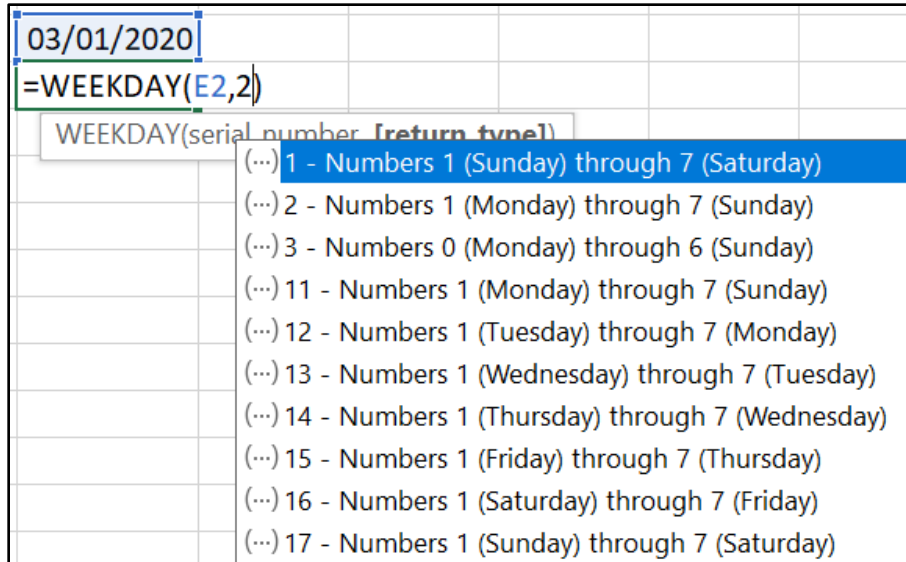 03/01/2020
=WEEKDAY(E2,2)
WEEKDAY(serial_number, [return_type])
(...) 1 - Numbers 1 (Sunday) through 7 (Saturday)
(...) 2 - Numbers 1 (Monday) through 7 (Sunday)
(...) 3 - Numbers 0 (Monday) through 6 (Sunday)
(...) 11 - Numbers 1 (Monday) through 7 (Sunday)
(...) 12 - Numbers 1 (Tuesday) through 7 (Monday)
(...) 13 - Numbers 1 (Wednesday) through 7 (Tuesday)
(...) 14 - Numbers 1 (Thursday) through 7 (Wednesday)
(...) 15 - Numbers 1 (Friday) through 7 (Thursday)
(...) 16 - Numbers 1 (Saturday) through 7 (Friday)
(...) 17 - Numbers 1 (Sunday) through 7 (Saturday)